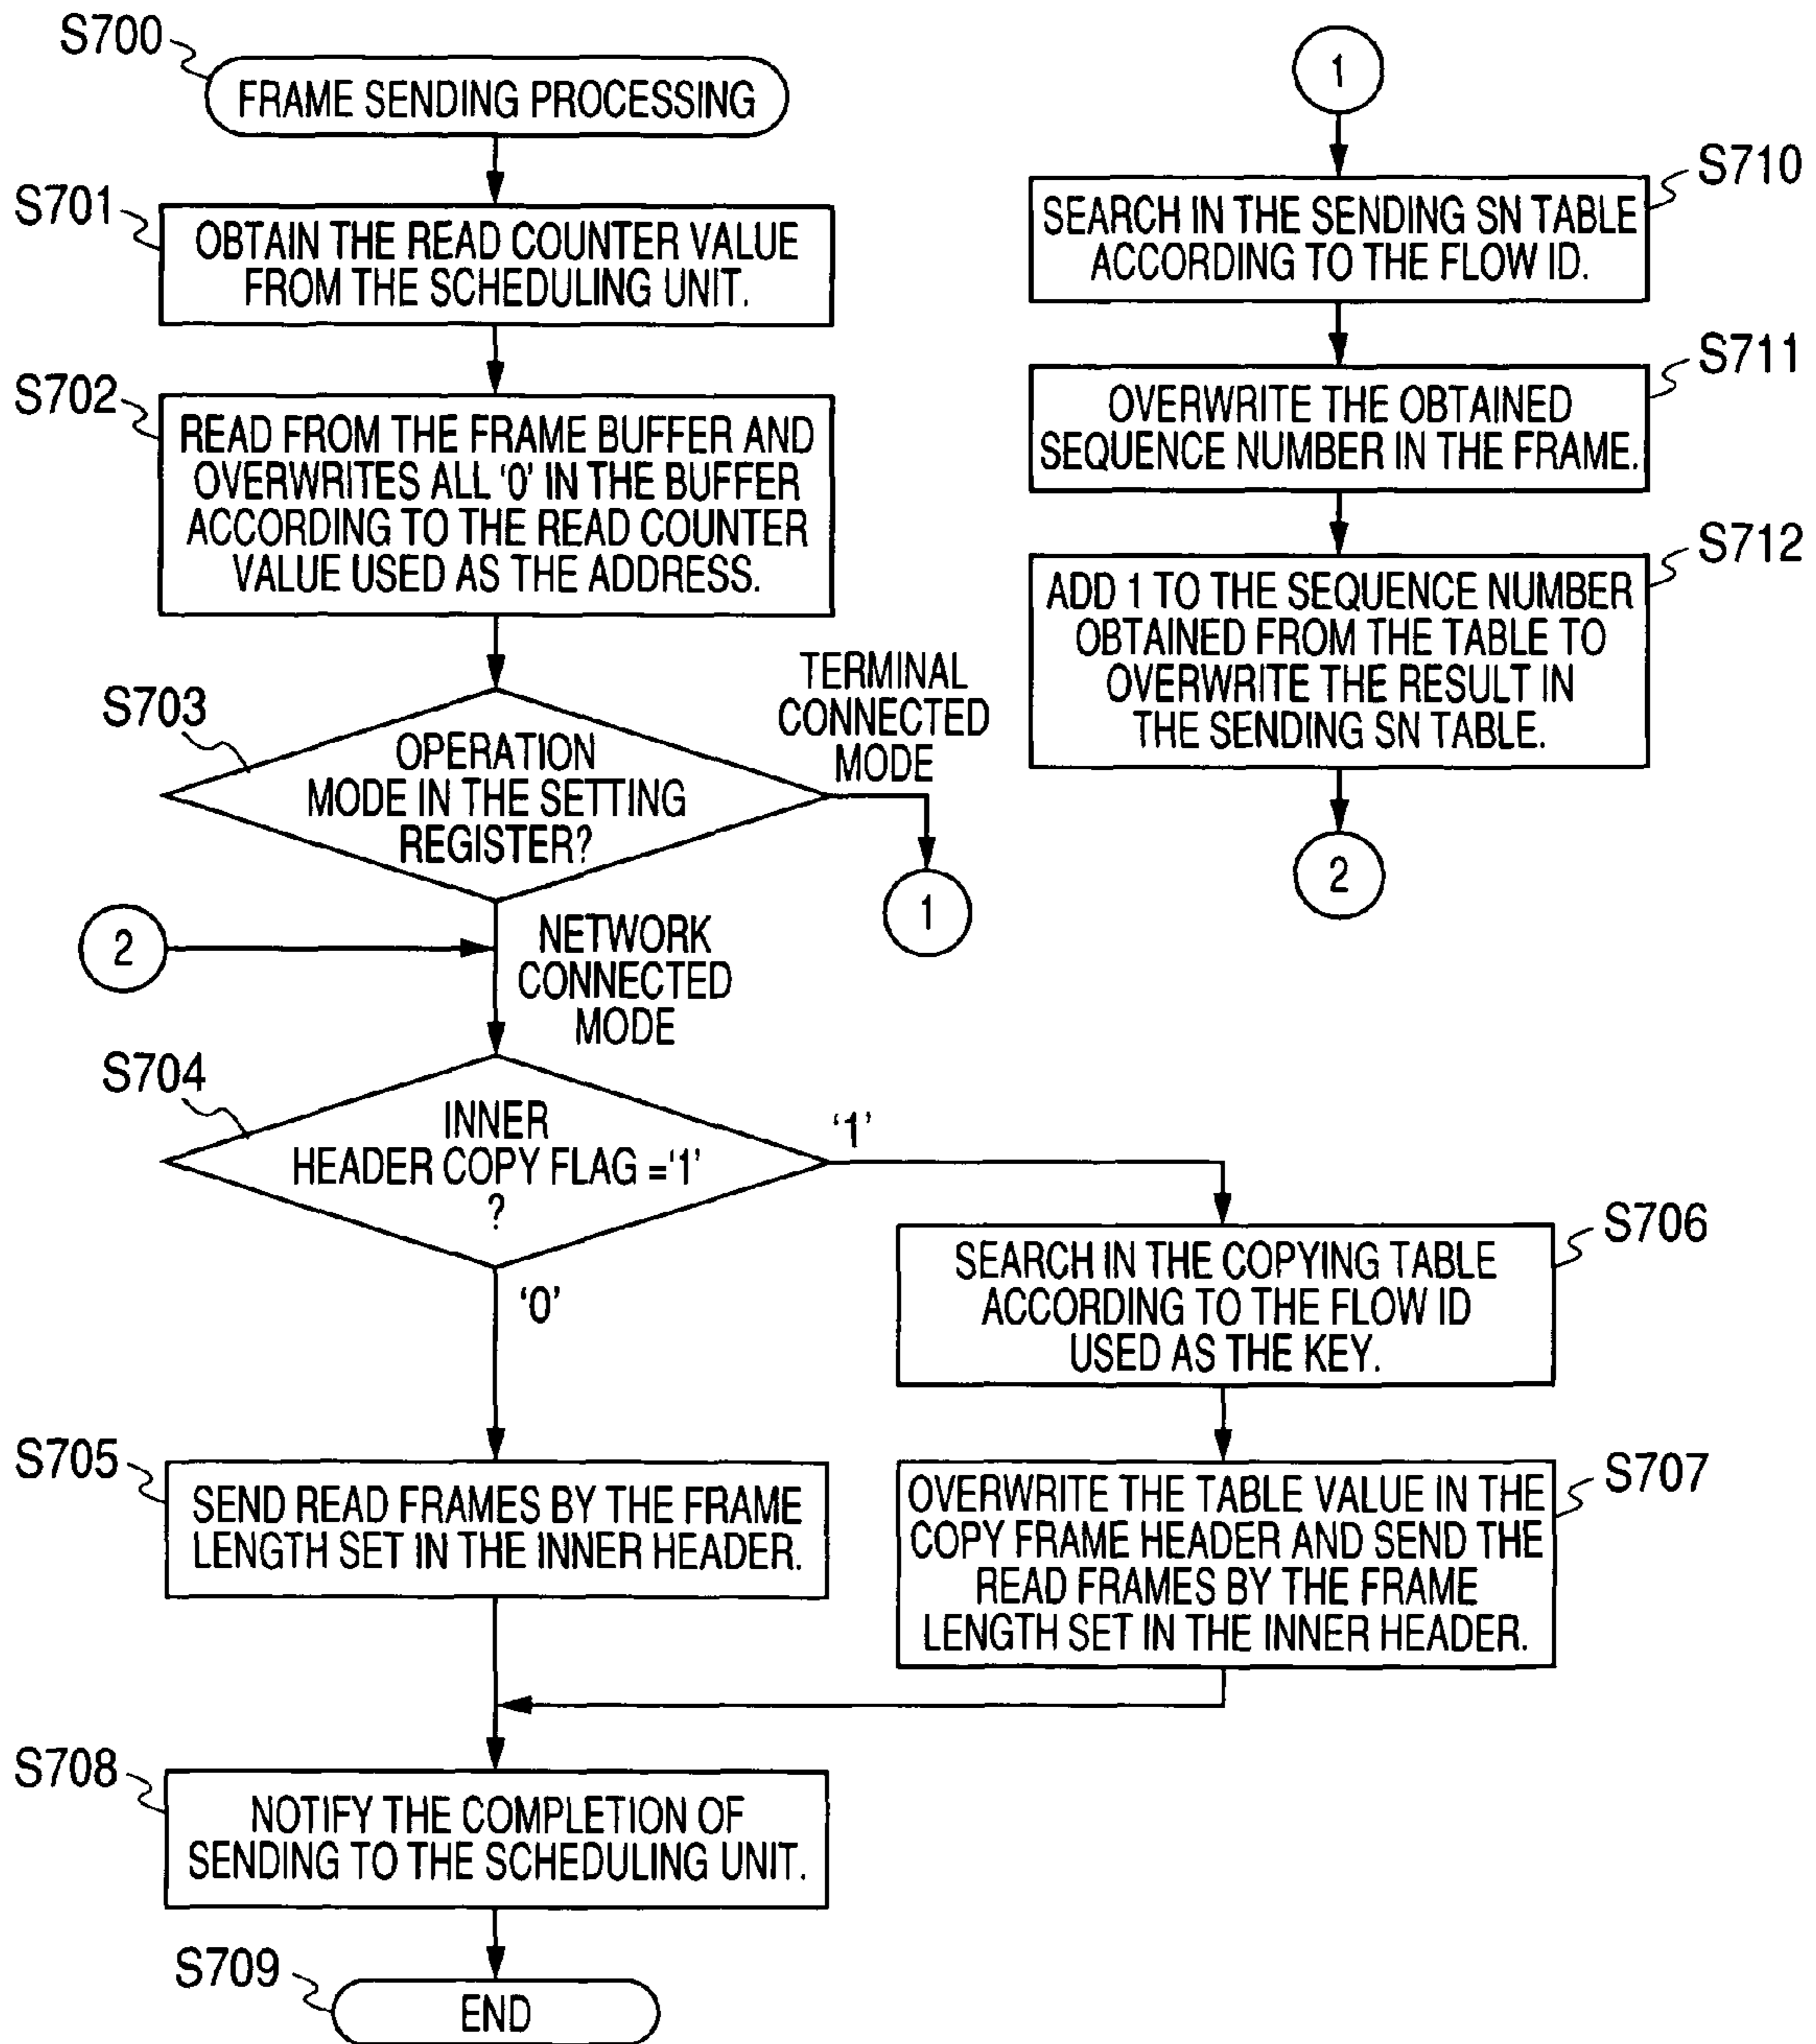 S700
FRAME SENDING PROCESSING
S701
OBTAIN THE READ COUNTER VALUE
FROM THE SCHEDULING UNIT.
S702
READ FROM THE FRAME BUFFER AND
OVERWRITES ALL ‘0’ IN THE BUFFER
ACCORDING TO THE READ COUNTER
VALUE USED AS THE ADDRESS.
S703
OPERATION
MODE IN THE SETTING
REGISTER?
TERMINAL
CONNECTED
MODE
1
2
NETWORK
CONNECTED
MODE
S704
INNER
HEADER COPY FLAG =‘1’
?
‘1’
‘0’
S705
SEND READ FRAMES BY THE FRAME
LENGTH SET IN THE INNER HEADER.
S706
SEARCH IN THE COPYING TABLE
ACCORDING TO THE FLOW ID
USED AS THE KEY.
S707
OVERWRITE THE TABLE VALUE IN THE
COPY FRAME HEADER AND SEND THE
READ FRAMES BY THE FRAME
LENGTH SET IN THE INNER HEADER.
S708
NOTIFY THE COMPLETION OF
SENDING TO THE SCHEDULING UNIT.
S709
END
1
S710
SEARCH IN THE SENDING SN TABLE
ACCORDING TO THE FLOW ID.
S711
OVERWRITE THE OBTAINED
SEQUENCE NUMBER IN THE FRAME.
S712
ADD 1 TO THE SEQUENCE NUMBER
OBTAINED FROM THE TABLE TO
OVERWRITE THE RESULT IN
THE SENDING SN TABLE.
2